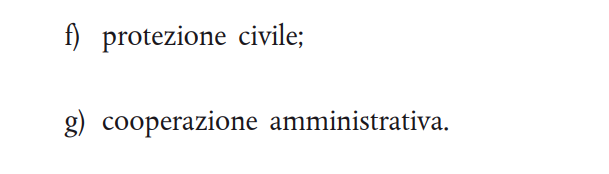 f) protezione civile;
g) cooperazione amministrativa.